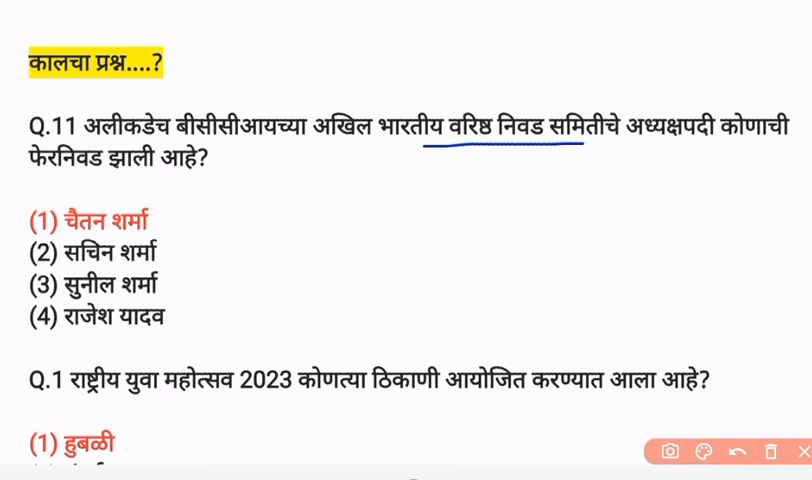 कालचा प्रश्न....?
Q.11 अलीकडेच बीसीसीआयच्या अखिल भारतीय वरिष्ठ निवड समितीचे अध्यक्षपदी कोणाची
फेरनिवड झाली आहे?
(1) चैतन शर्मा
(2) सचिन शर्मा
(3) सुनील शर्मा
(4) राजेश यादव
Q.1 राष्ट्रीय युवा महोत्सव 2023 कोणत्या ठिकाणी आयोजित करण्यात आला आहे?
(1) हुबळी